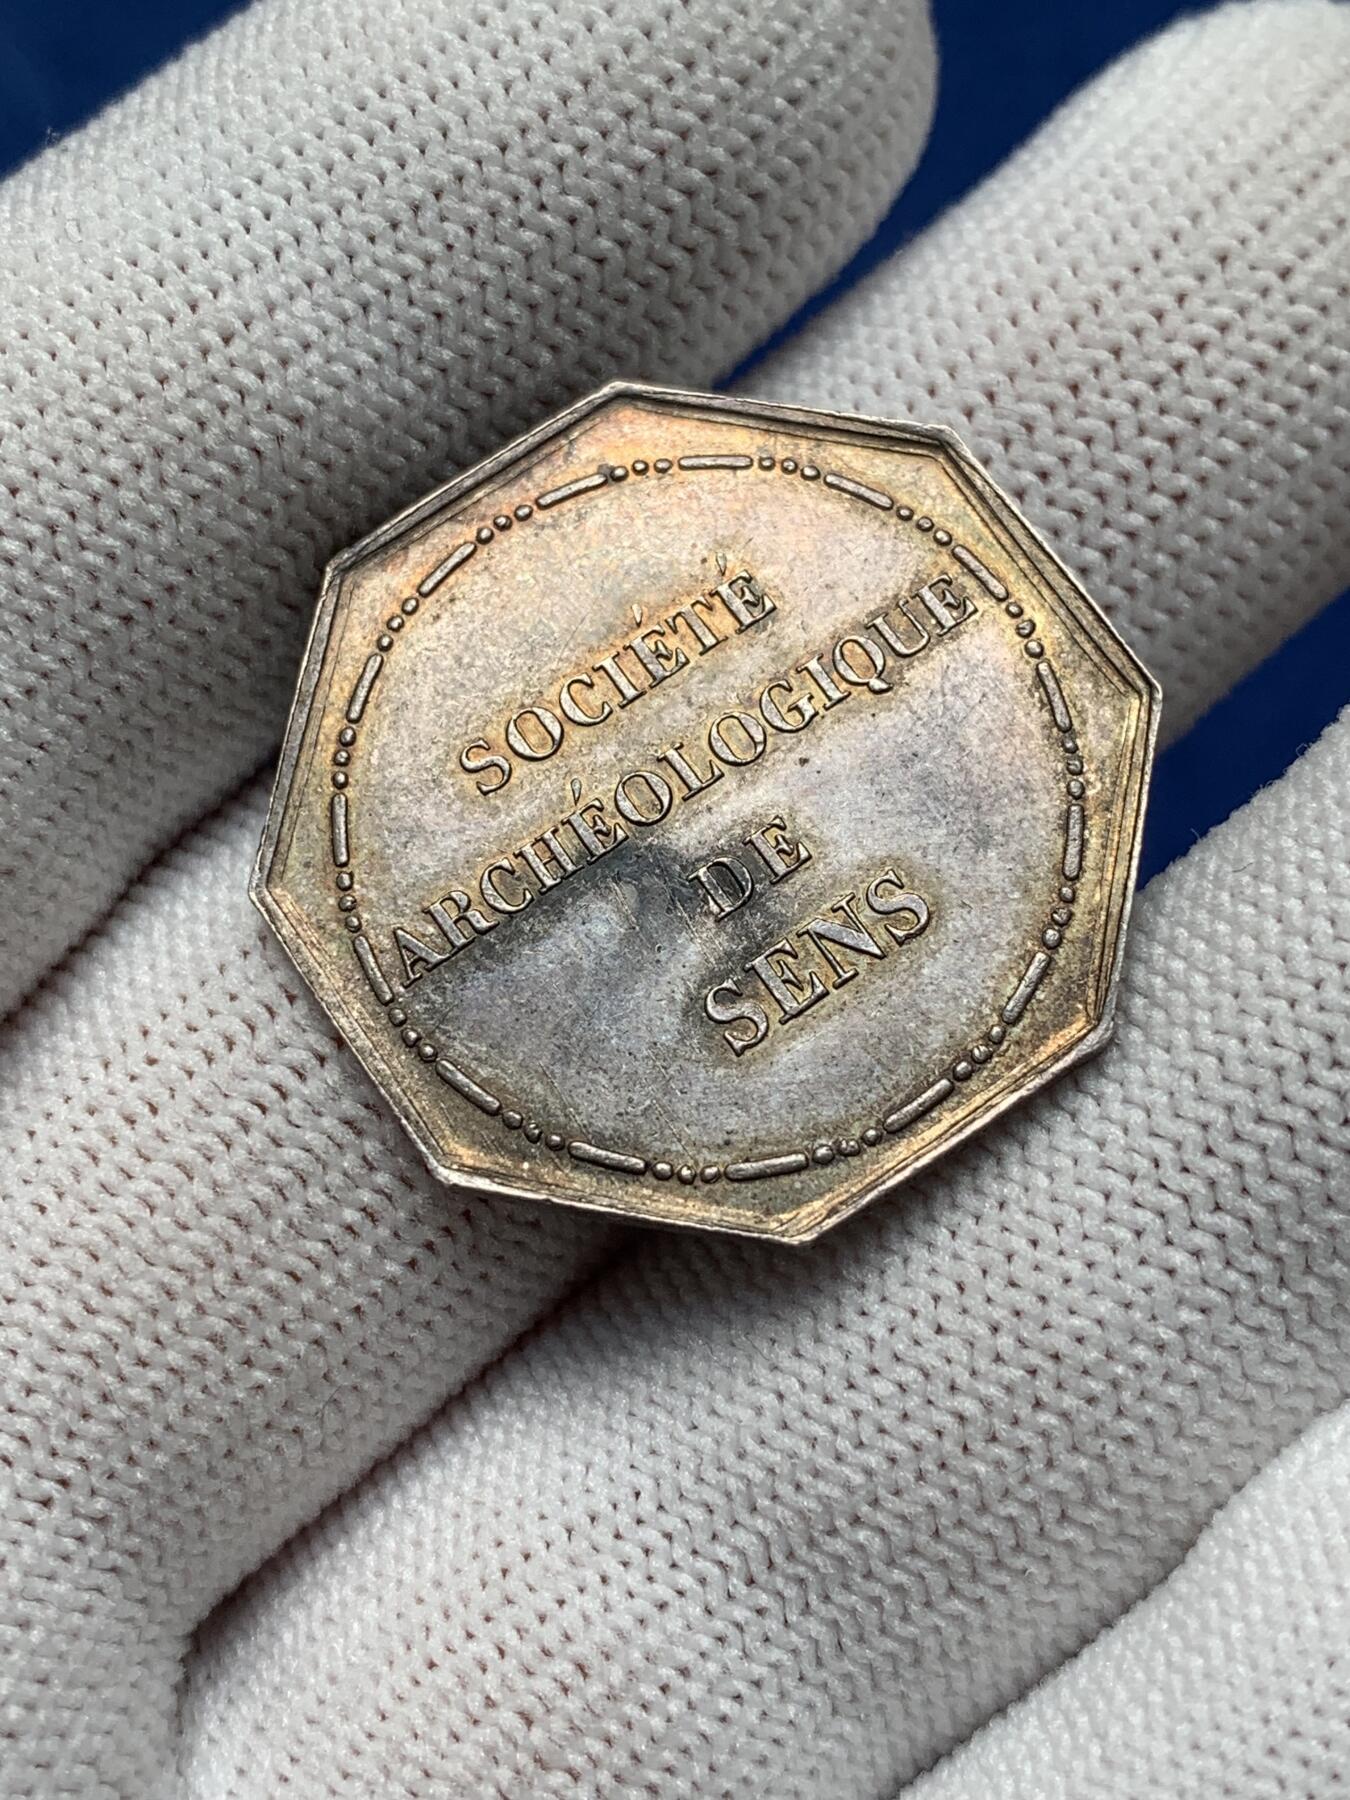 SOCIÉTÉ
ARCHÉOLOGIQUE
DE
SENS